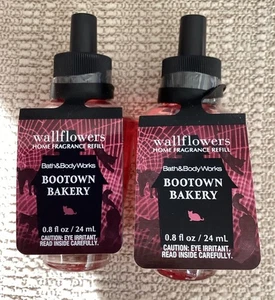 wallflowers
HOME FRAGRANCE REFILL
Bath&BodyWorks
BOOTOWN
BAKERY
0.8 fl oz / 24 mL
CAUTION: EYE IRRITANT.
READ INSIDE CAREFULLY.
wallflowers
HOME FRAGRANCE REFILL
Bath&BodyWorks
BOOTOWN
BAKERY
0.8 fl oz / 24 mL
CAUTION: EYE IRRITANT.
READ INSIDE CAREFULLY.